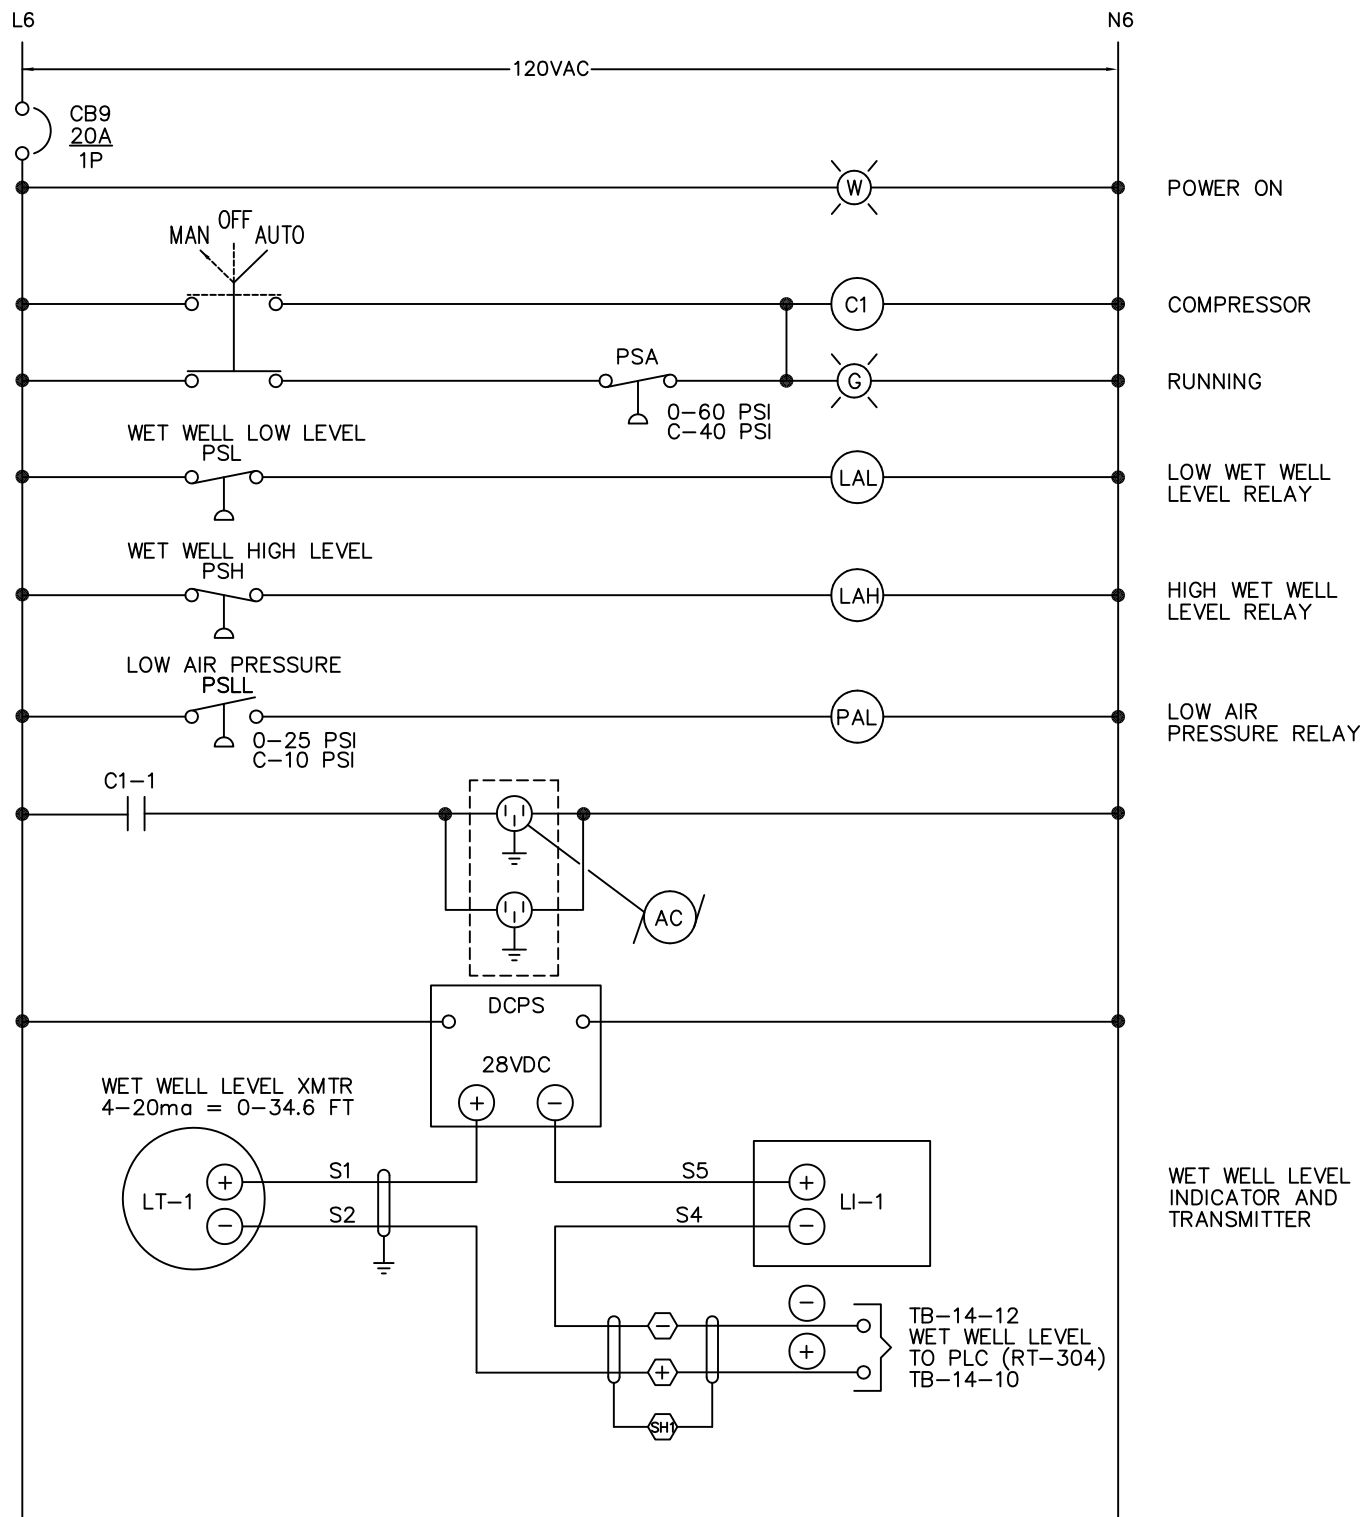 L6
N6
120VAC
CB9
20A
1P
W
POWER ON
OFF
MAN
AUTO
C1
COMPRESSOR
PSA
G
RUNNING
0-60 PSI
C-40 PSI
WET WELL LOW LEVEL
PSL
LAL
LOW WET WELL
LEVEL RELAY
WET WELL HIGH LEVEL
PSH
LAH
HIGH WET WELL
LEVEL RELAY
LOW AIR PRESSURE
PSLL
PAL
LOW AIR
PRESSURE RELAY
0-25 PSI
C-10 PSI
C1-1
AC
DCPS
28VDC
+
-
WET WELL LEVEL XMTR
4-20ma = 0-34.6 FT
LT-1
+
-
S1
S2
S5
S4
+
-
LI-1
WET WELL LEVEL
INDICATOR AND
TRANSMITTER
-
-
+
+
TB-14-12
WET WELL LEVEL
TO PLC (RT-304)
TB-14-10
SH1